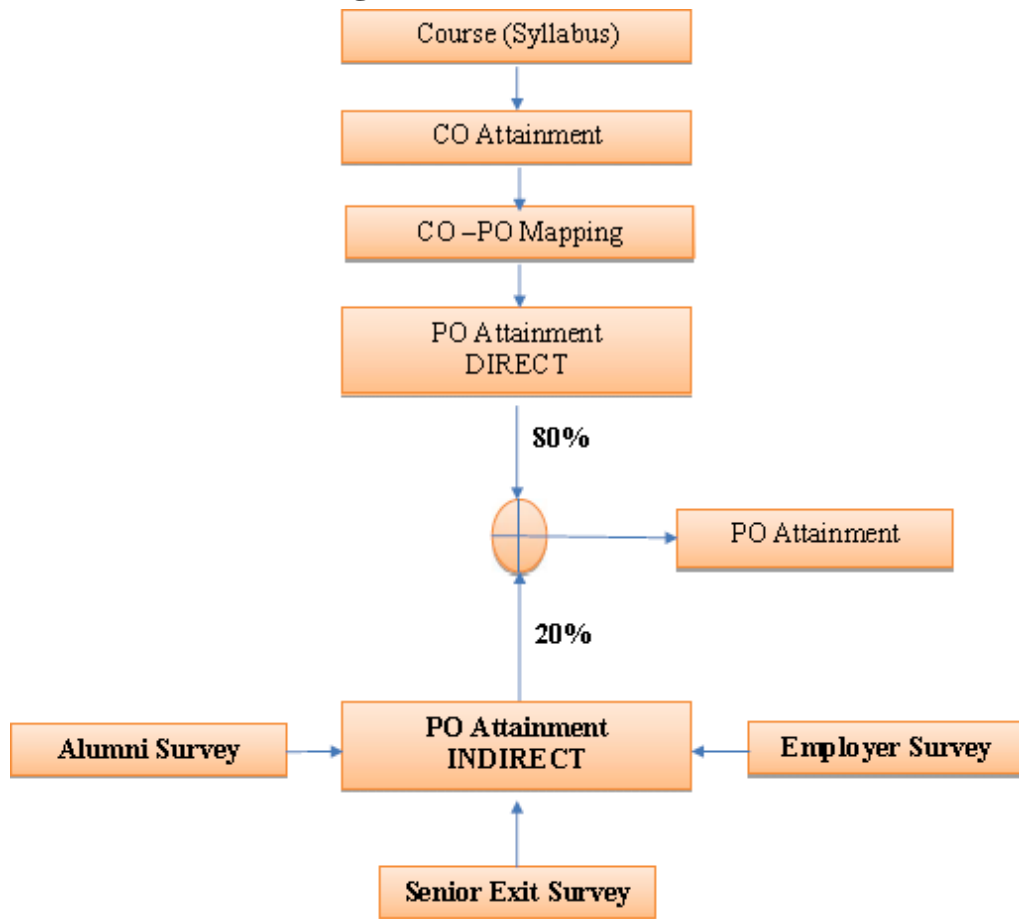 Course (Syllabus)
CO Attainment
CO –PO Mapping
PO Attainment
DIRECT
80%
PO Attainment
20%
PO Attainment
INDIRECT
Alumni Survey
Employer Survey
Senior Exit Survey